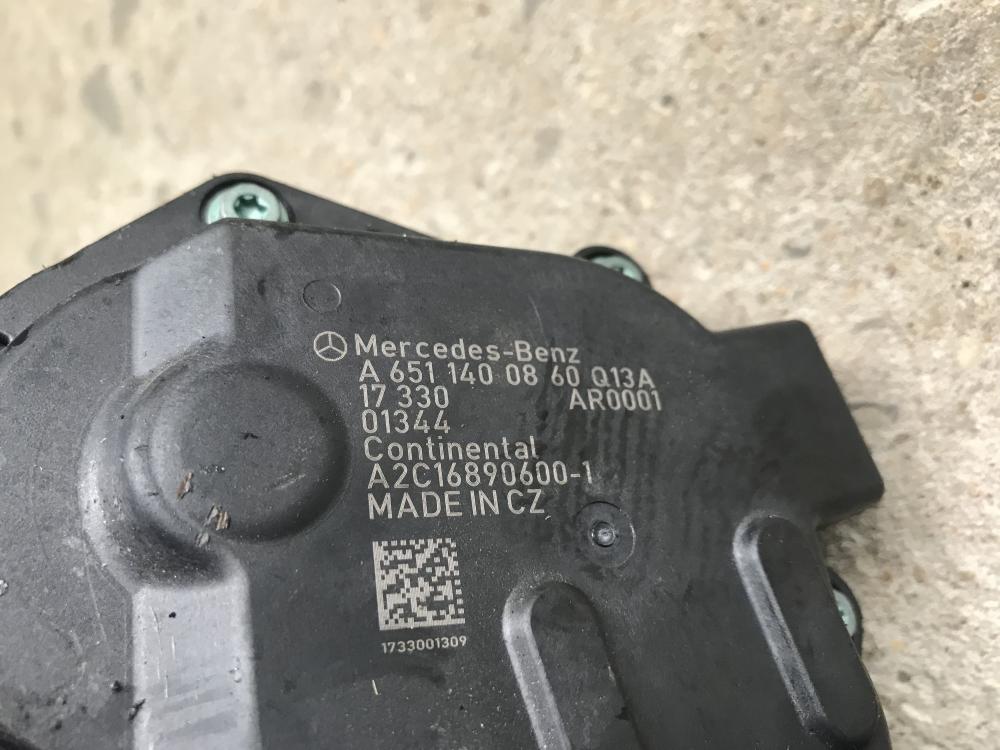 Mercedes-Benz
A 651 140 08 60 Q13A
17 330 AR0001
01344
Continental
A2C16890600-1
MADE IN CZ
1733001309